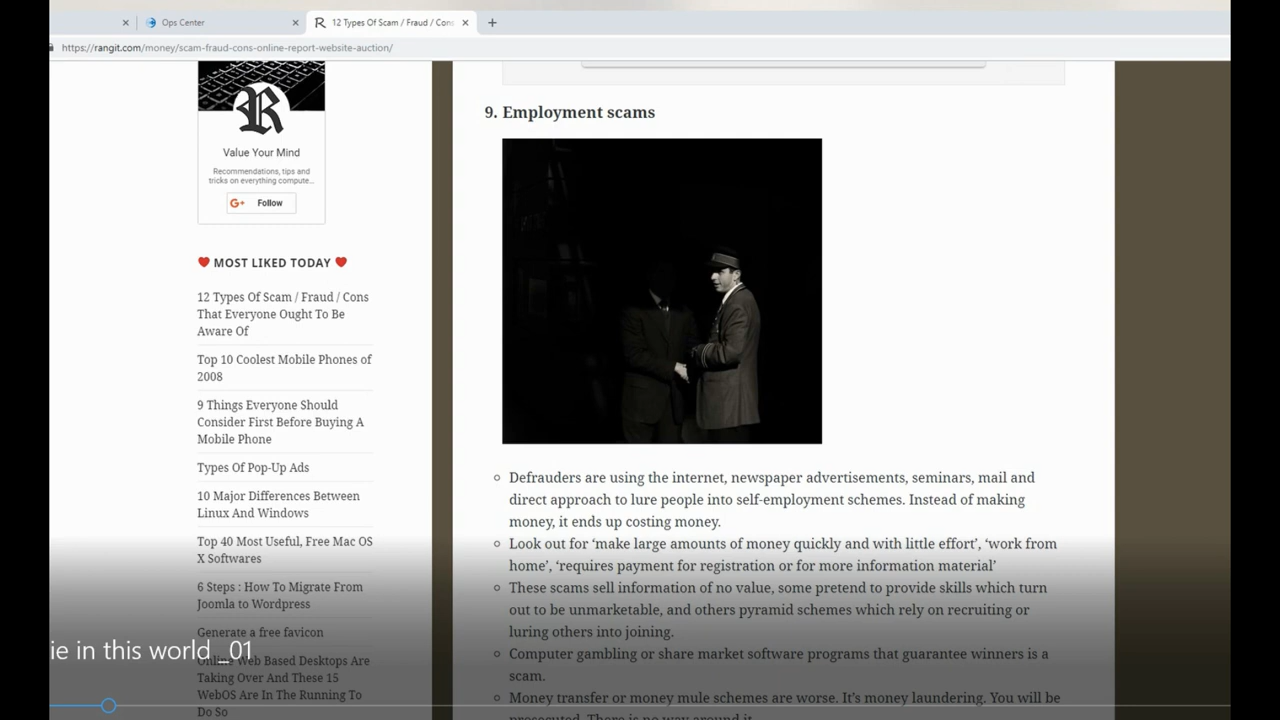 Ops Center
12 Types Of Scam / Fraud / Con
https://rangit.com/money/scam-fraud-cons-online-report-website-auction/
R
Value Your Mind
Recommendations, tips and
tricks on everything compute...
G+ Follow
MOST LIKED TODAY
12 Types Of Scam / Fraud / Cons
That Everyone Ought To Be
Aware Of
Top 10 Coolest Mobile Phones of
2008
9 Things Everyone Should
Consider First Before Buying A
Mobile Phone
Types Of Pop-Up Ads
10 Major Differences Between
Linux And Windows
Top 40 Most Useful, Free Mac OS
X Softwares
6 Steps : How To Migrate From
Joomla to Wordpress
Generate a free favicon
Online Web Based Desktops Are
Taking Over And These 15
WebOS Are In The Running To
Do So
ie in this world _01
9. Employment scams
Defrauders are using the internet, newspaper advertisements, seminars, mail and
direct approach to lure people into self-employment schemes. Instead of making
money, it ends up costing money.
Look out for ‘make large amounts of money quickly and with little effort’, ‘work from
home’, ‘requires payment for registration or for more information material’
These scams sell information of no value, some pretend to provide skills which turn
out to be unmarketable, and others pyramid schemes which rely on recruiting or
luring others into joining.
Computer gambling or share market software programs that guarantee winners is a
scam.
Money transfer or money mule schemes are worse. It’s money laundering. You will be
prosecuted. There is no way around it.